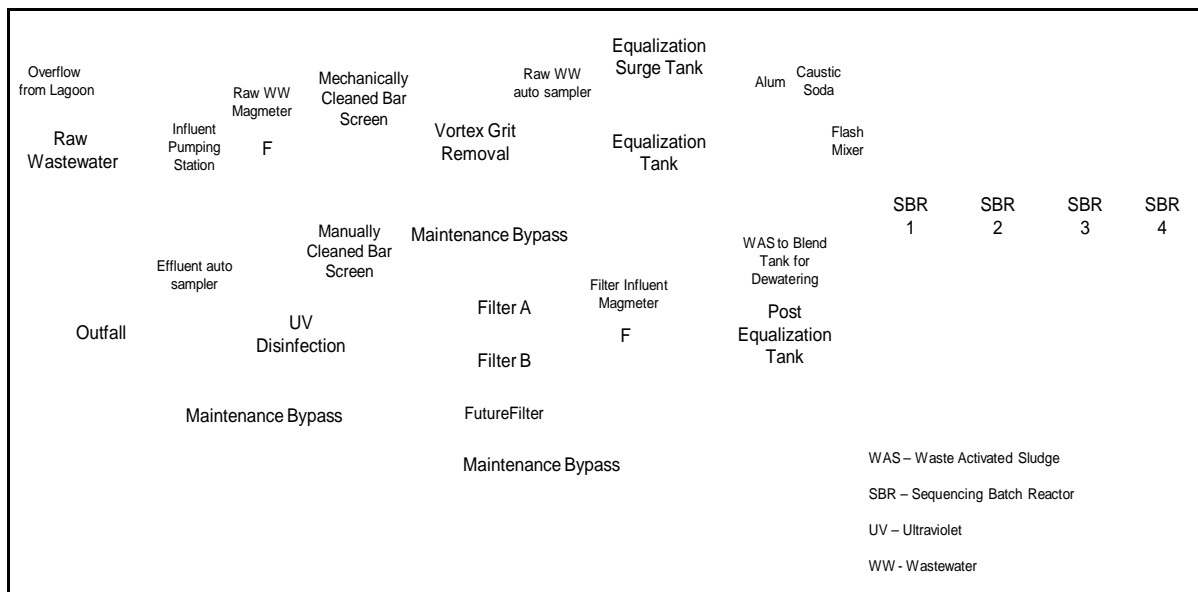 Overflow
from Lagoon
Raw
Wastewater
Influent
Pumping
Station
Raw WW
Magmeter
F
Mechanically
Cleaned Bar
Screen
Vortex Grit
Removal
Raw WW
auto sampler
Equalization
Surge Tank
Equalization
Tank
Alum
Caustic
Soda
Flash
Mixer
SBR
1
SBR
2
SBR
3
SBR
4
Manually
Cleaned Bar
Screen
Maintenance Bypass
WAS to Blend
Tank for
Dewatering
Effluent auto
sampler
Outfall
UV
Disinfection
Filter A
Filter B
FutureFilter
Filter Influent
Magmeter
F
Post
Equalization
Tank
Maintenance Bypass
Maintenance Bypass
WAS – Waste Activated Sludge
SBR – Sequencing Batch Reactor
UV – Ultraviolet
WW - Wastewater